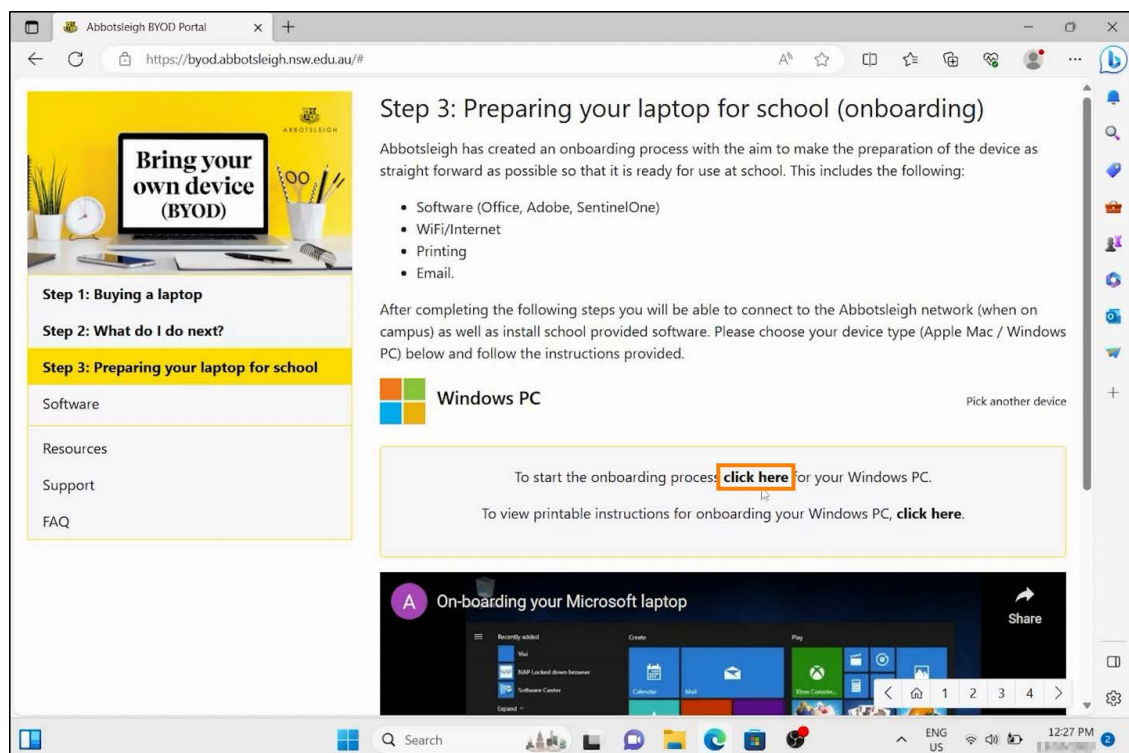 Abbotsleigh BYOD Portal
https://byod.abbotsleigh.nsw.edu.au/#
ABBOTSLEIGH
Bring your
own device
(BYOD)
Step 1: Buying a laptop
Step 2: What do I do next?
Step 3: Preparing your laptop for school
Software
Resources
Support
FAQ
Step 3: Preparing your laptop for school (onboarding)
Abbotsleigh has created an onboarding process with the aim to make the preparation of the device as
straight forward as possible so that it is ready for use at school. This includes the following:
• Software (Office, Adobe, SentinelOne)
• WiFi/Internet
• Printing
• Email.
After completing the following steps you will be able to connect to the Abbotsleigh network (when on
campus) as well as install school provided software. Please choose your device type (Apple Mac / Windows
PC) below and follow the instructions provided.
Windows PC
Pick another device
To start the onboarding process click here for your Windows PC.
To view printable instructions for onboarding your Windows PC, click here.
A On-boarding your Microsoft laptop
Share
Recently added
Create
Play
Vivi
NAP NAP Locked down browser
Software Center
Expand
Calendar
Mail
Xbox Console...
1 2 3 4
Search
ENG
US
12:27 PM
2